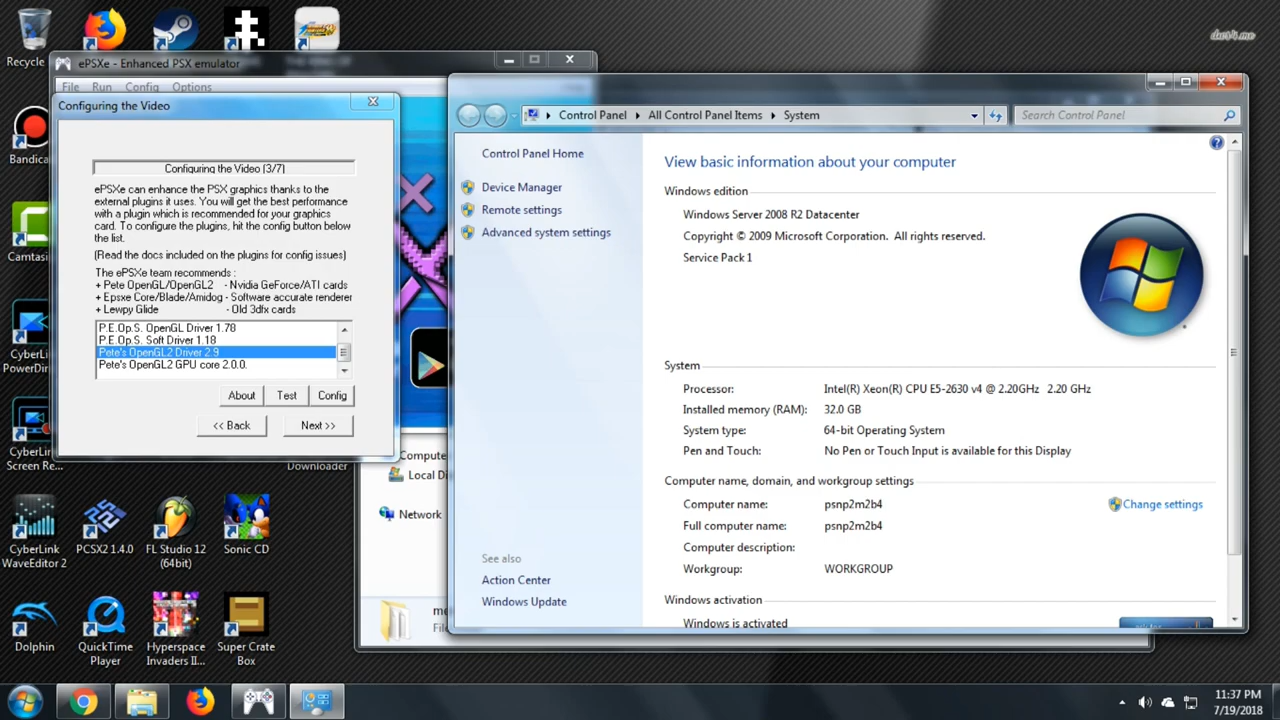 Recycle
Bandica
Camtasi
CyberLink
PowerDir
CyberLink
Screen Re...
Downloader
CyberLink
WaveEditor 2
PCSX2 1.4.0
FL Studio 12
(64bit)
Sonic CD
Dolphin
QuickTime
Player
Hyperspace
Invaders II...
Super Crate
Box
ePSXe - Enhanced PSX emulator
File Run Config Options
Configuring the Video
Configuring the Video (3/7)
ePSXe can enhance the PSX graphics thanks to the
external plugins it uses. You will get the best performance
with a plugin which is recommended for your graphics
card. To configure the plugins, hit the config button below
the list.
(Read the docs included on the plugins for config issues)
The ePSXe team recommends :
+ Pete OpenGL/OpenGL2 - Nvidia GeForce/ATI cards
+ Epsxe Core/Blade/Amidog - Software accurate renderer
+ Lewpy Glide - Old 3dfx cards
P.E.Op.S. OpenGL Driver 1.78
P.E.Op.S. Soft Driver 1.18
Pete's OpenGL2 Driver 2.9
Pete's OpenGL2 GPU core 2.0.0.
About Test Config
<< Back Next >>
Computer
Local Di
Network
me
File
Control Panel All Control Panel Items System
Search Control Panel
Control Panel Home
Device Manager
Remote settings
Advanced system settings
See also
Action Center
Windows Update
View basic information about your computer
Windows edition
Windows Server 2008 R2 Datacenter
Copyright © 2009 Microsoft Corporation. All rights reserved.
Service Pack 1
System
Processor: Intel(R) Xeon(R) CPU E5-2630 v4 @ 2.20GHz 2.20 GHz
Installed memory (RAM): 32.0 GB
System type: 64-bit Operating System
Pen and Touch: No Pen or Touch Input is available for this Display
Computer name, domain, and workgroup settings
Computer name: psnp2m2b4
Change settings
Full computer name: psnp2m2b4
Computer description:
Workgroup: WORKGROUP
Windows activation
Windows is activated
11:37 PM
7/19/2018